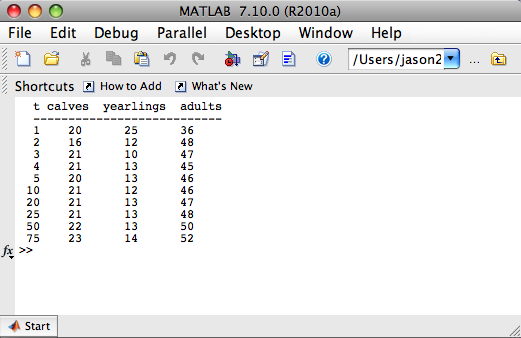 MATLAB 7.10.0 (R2010a)
File Edit Debug Parallel Desktop Window Help
/Users/jason2 ...
Shortcuts How to Add What's New
t calves yearlings adults
----------------------------
1 20 25 36
2 16 12 48
3 21 10 47
4 21 13 45
5 20 13 46
10 21 12 46
20 21 13 47
25 21 13 48
50 22 13 50
75 23 14 52
fx >>
Start